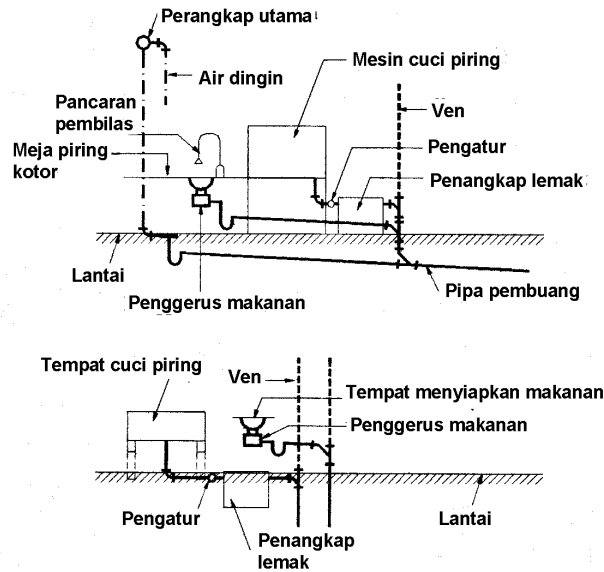 Perangkap utama
Air dingin
Mesin cuci piring
Pancaran
pembilas
Ven
Meja piring
kotor
Pengatur
Penangkap lemak
Lantai
Penggerus makanan
Pipa pembuang
Tempat cuci piring
Ven
Tempat menyiapkan makanan
Penggerus makanan
Pengatur
Penangkap
lemak
Lantai